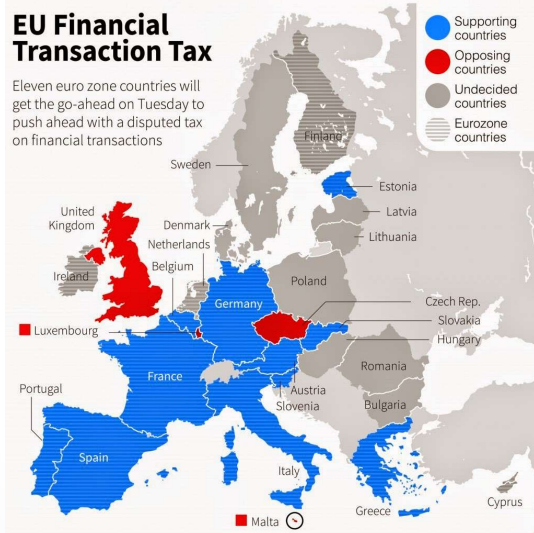 EU Financial
Transaction Tax
Eleven euro zone countries will
get the go-ahead on Tuesday to
push ahead with a disputed tax
on financial transactions
Supporting
countries
Opposing
countries
Undecided
countries
Eurozone
countries
Finland
Sweden
Estonia
Latvia
Lithuania
United
Kingdom
Denmark
Netherlands
Belgium
Ireland
Poland
Germany
Czech Rep.
Slovakia
Hungary
Luxembourg
France
Romania
Austria
Slovenia
Bulgaria
Portugal
Spain
Italy
Greece
Cyprus
Malta